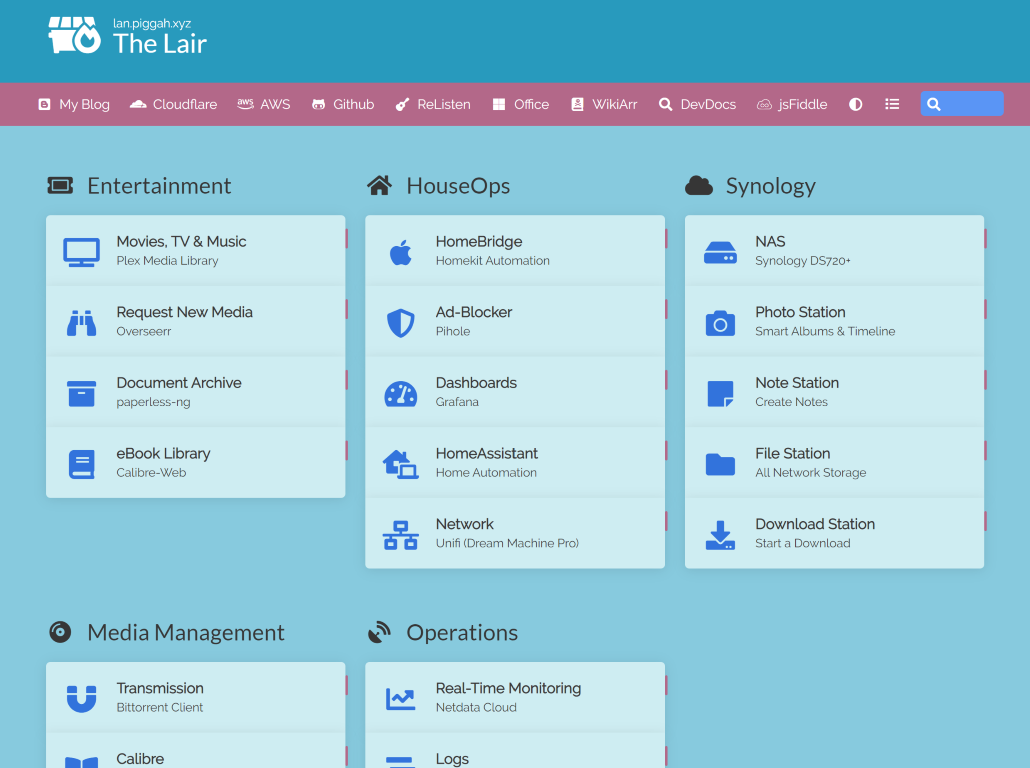 lan.piggah.xyz
The Lair
My Blog
Cloudflare
aws AWS
Github
ReListen
Office
WikiArr
DevDocs
jsFiddle
Entertainment
Movies, TV & Music
Plex Media Library
Request New Media
Overseerr
Document Archive
paperless-ng
eBook Library
Calibre-Web
HouseOps
HomeBridge
Homekit Automation
Ad-Blocker
Pihole
Dashboards
Grafana
HomeAssistant
Home Automation
Network
Unifi (Dream Machine Pro)
Synology
NAS
Synology DS720+
Photo Station
Smart Albums & Timeline
Note Station
Create Notes
File Station
All Network Storage
Download Station
Start a Download
Media Management
Transmission
Bittorrent Client
Calibre
Operations
Real-Time Monitoring
Netdata Cloud
Logs